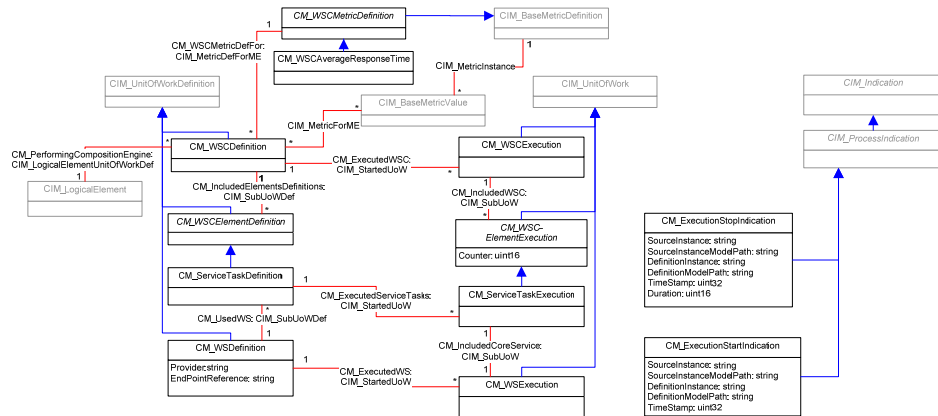 CM_WSCMetricDefinition
CIM_BaseMetricDefinition
1
1
CM_WSCMetricDefFor:
CIM_MetricDefForME
CM_WSCAverageResponseTime
CIM_MetricInstance
CIM_UnitOfWorkDefinition
CIM_UnitOfWork
CIM_Indication
*
CIM_BaseMetricValue
*
CIM_MetricForME
CIM_ProcessIndication
*
*
*
CM_WSCDefinition
CM_WSCExecution
CM_PerformingCompositionEngine:
CIM_LogicalElementUnitOfWorkDef
1
CM_ExecutedWSC:
CIM_StartedUoW
*
1
CIM_LogicalElement
1
CM_IncludedElementsDefinitions:
CIM_SubUoWDef
*
1
CM_IncludedWSC:
CIM_SubUoW
*
CM_WSCElementDefinition
CM_WSC-
ElementExecution
Counter: uint16
CM_ExecutionStopIndication
SourceInstance: string
SourceInstanceModelPath: string
DefinitionInstance: string
DefinitionModelPath: string
TimeStamp: uint32
Duration: uint16
CM_ServiceTaskDefinition
1
CM_ExecutedServiceTasks:
CIM_StartedUoW
*
CM_ServiceTaskExecution
*
CM_UsedWS: CIM_SubUoWDef
1
1
CM_IncludedCoreService:
CIM_SubUoW
1
CM_WSDefinition
Provider:string
EndPointReference: string
1
CM_ExecutedWS:
CIM_StartedUoW
*
CM_WSExecution
CM_ExecutionStartIndication
SourceInstance: string
SourceInstanceModelPath: string
DefinitionInstance: string
DefinitionModelPath: string
TimeStamp: uint32